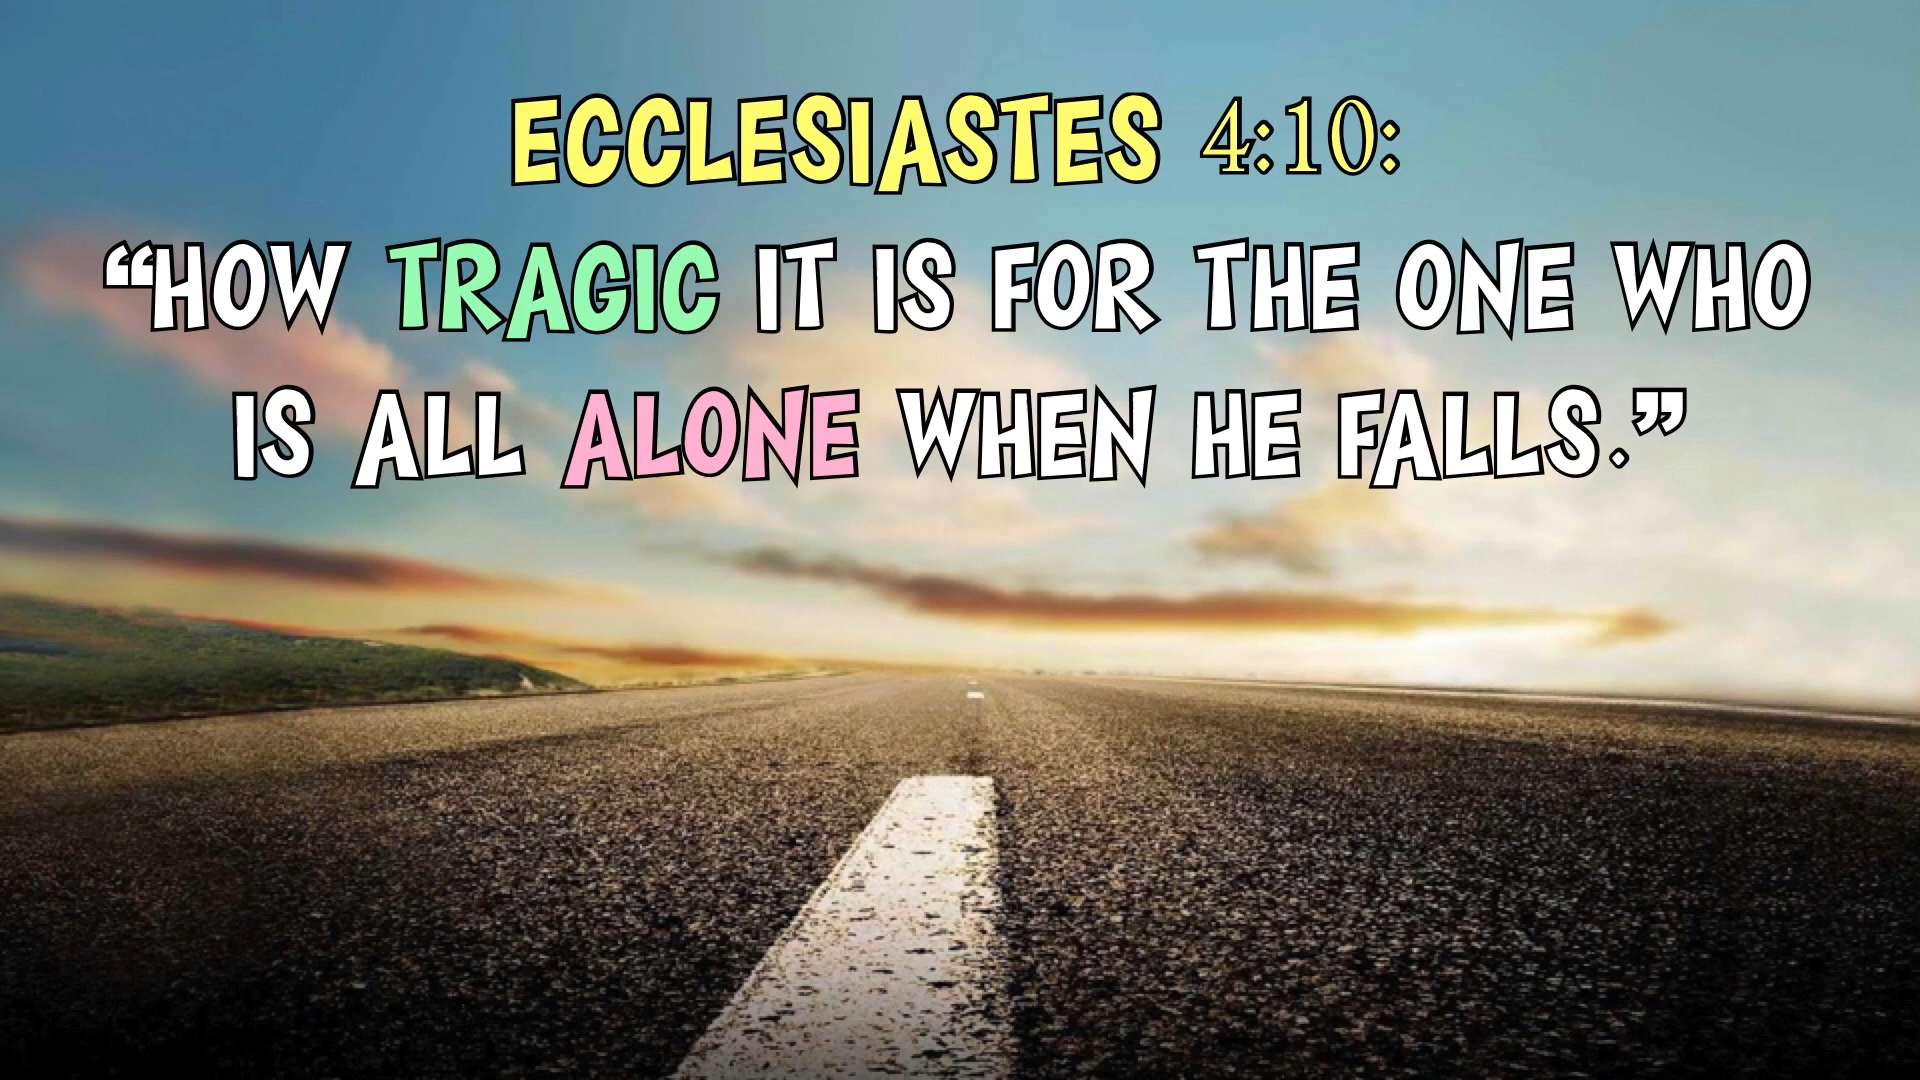 ECCLESIASTES 4:10:
“HOW TRAGIC IT IS FOR THE ONE WHO
IS ALL ALONE WHEN HE FALLS.”